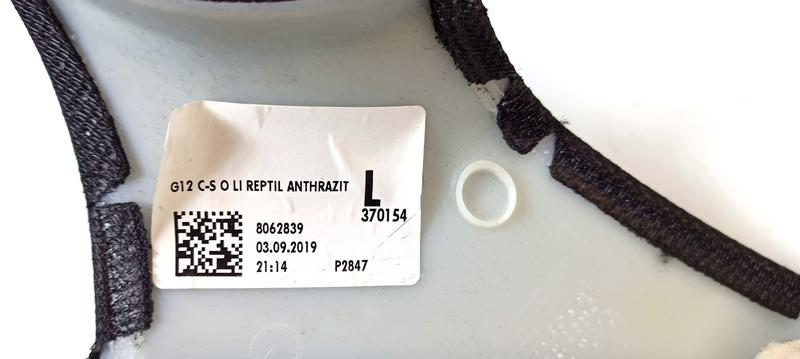 G12 C-S O LI REPTIL ANTHRAZIT L
370154
8062839
03.09.2019
21:14 P2847